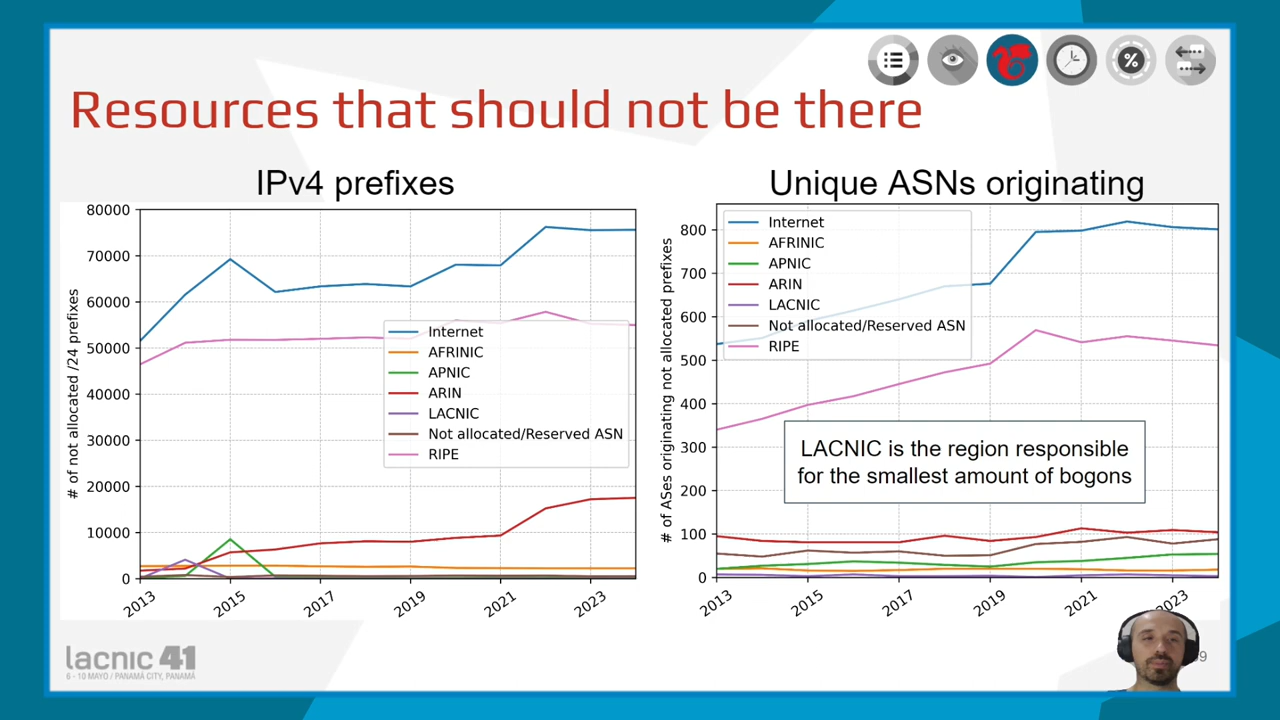 %
Resources that should not be there
IPv4 prefixes
# of not allocated /24 prefixes
80000
70000
60000
50000
40000
30000
20000
10000
0
2013
2015
2017
2019
2021
2023
Internet
AFRINIC
APNIC
ARIN
LACNIC
Not allocated/Reserved ASN
RIPE
Unique ASNs originating
# of ASes originating not allocated prefixes
800
700
600
500
400
300
200
100
0
2013
2015
2017
2019
2021
2023
Internet
AFRINIC
APNIC
ARIN
LACNIC
Not allocated/Reserved ASN
RIPE
LACNIC is the region responsible
for the smallest amount of bogons
lacnic 41
6 - 10 MAYO / PANAMÁ CITY, PANAMÁ